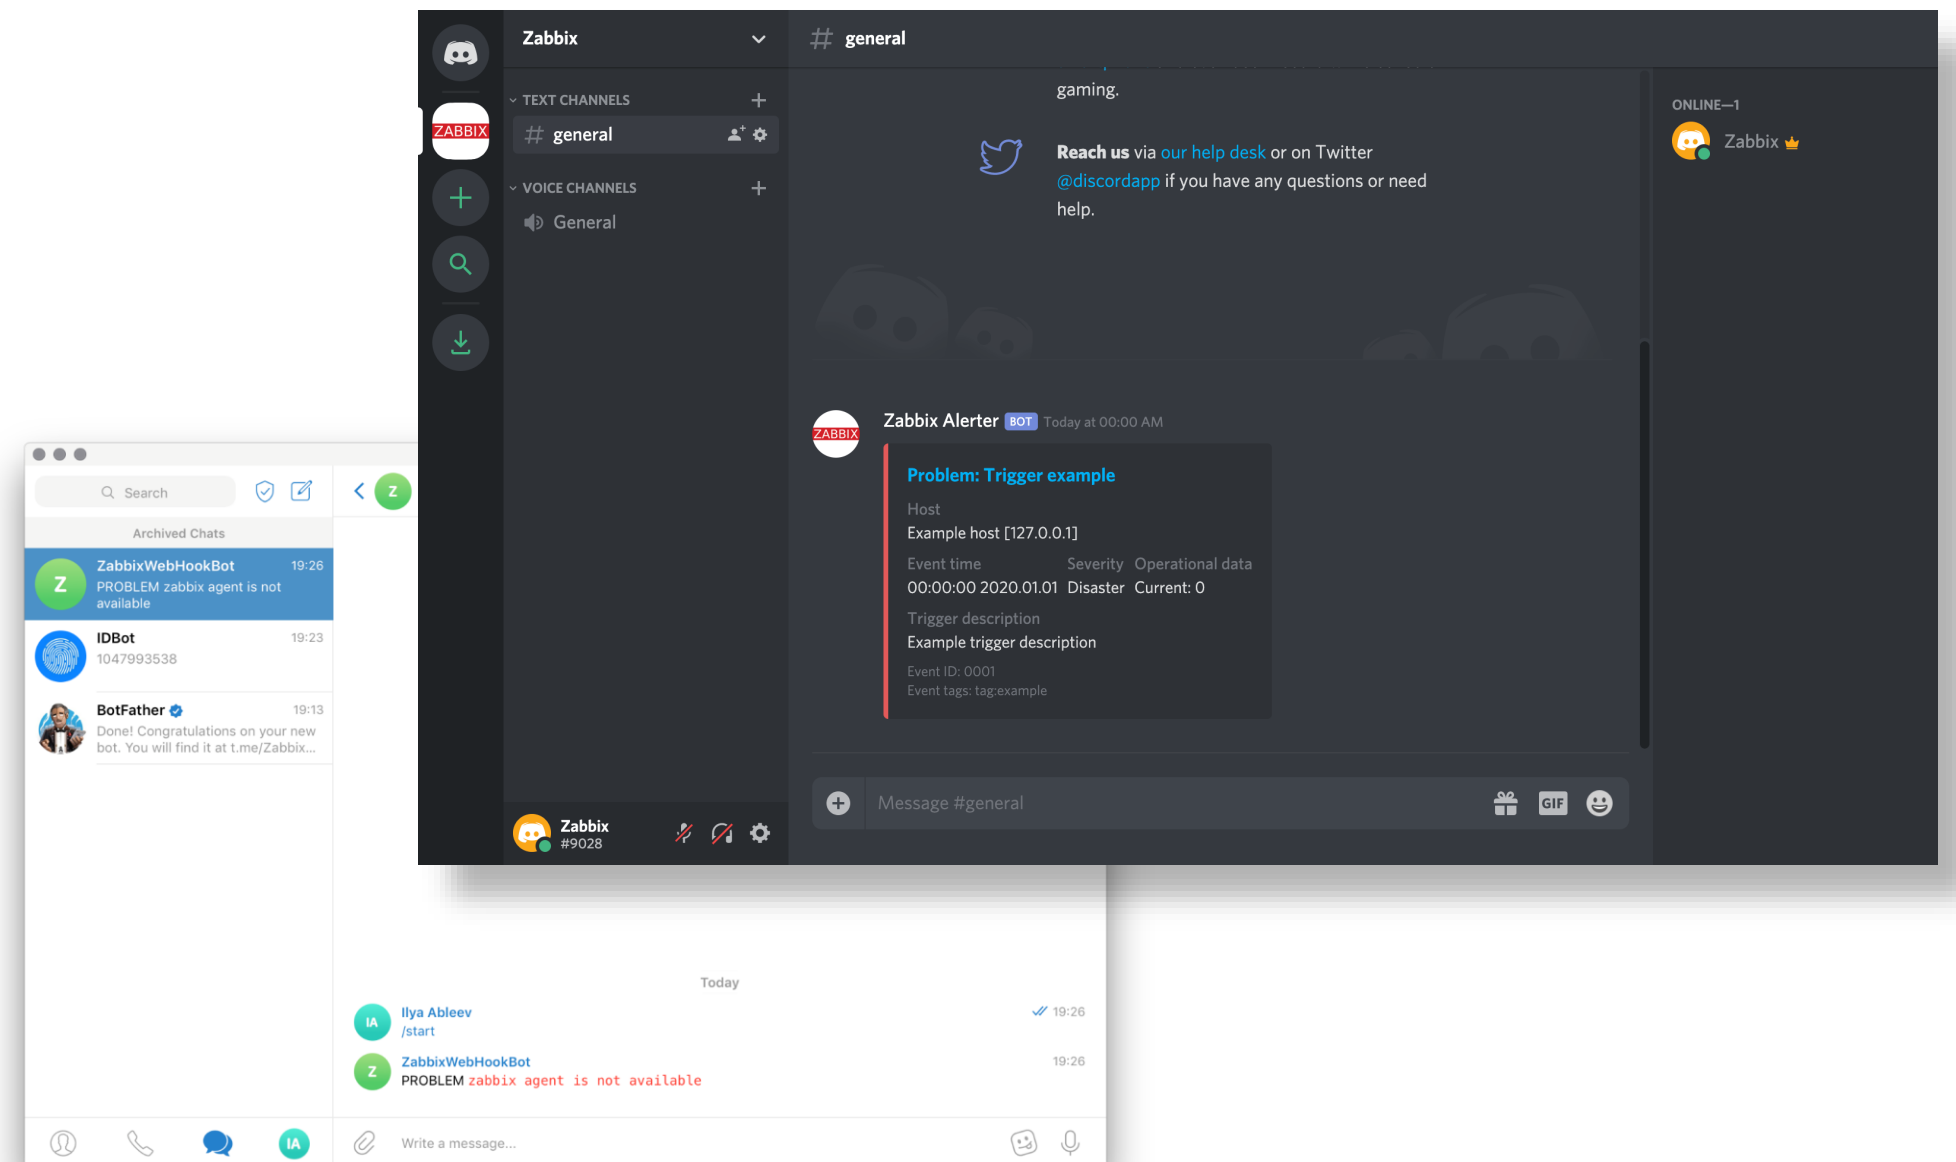 Zabbix
general
gaming.
ZABBIX
TEXT CHANNELS
general
VOICE CHANNELS
General
Reach us via our help desk or on Twitter
@discordapp if you have any questions or need
help.
ONLINE—1
Zabbix
ZABBIX
Zabbix Alerter BOT Today at 00:00 AM
Problem: Trigger example
Host
Example host [127.0.0.1]
Event time Severity Operational data
00:00:00 2020.01.01 Disaster Current: 0
Trigger description
Example trigger description
Event ID: 0001
Event tags: tag:example
Message #general
GIF
Zabbix
#9028
Search
Z
Archived Chats
Z
ZabbixWebHookBot 19:26
PROBLEM zabbix agent is not
available
IDBot 19:23
1047993538
BotFather 19:13
Done! Congratulations on your new
bot. You will find it at t.me/Zabbix...
Today
IA
Ilya Ableev 19:26
/start
Z
ZabbixWebHookBot 19:26
PROBLEM zabbix agent is not available
IA
Write a message...